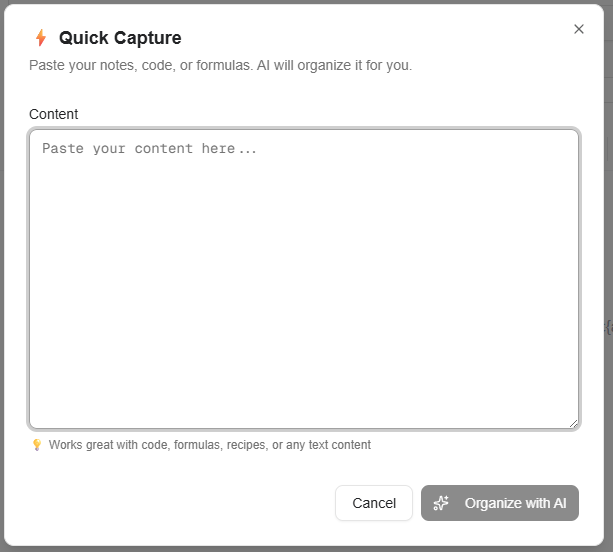 Quick Capture
Paste your notes, code, or formulas. AI will organize it for you.
Content
Paste your content here...
Works great with code, formulas, recipes, or any text content
Cancel
Organize with AI